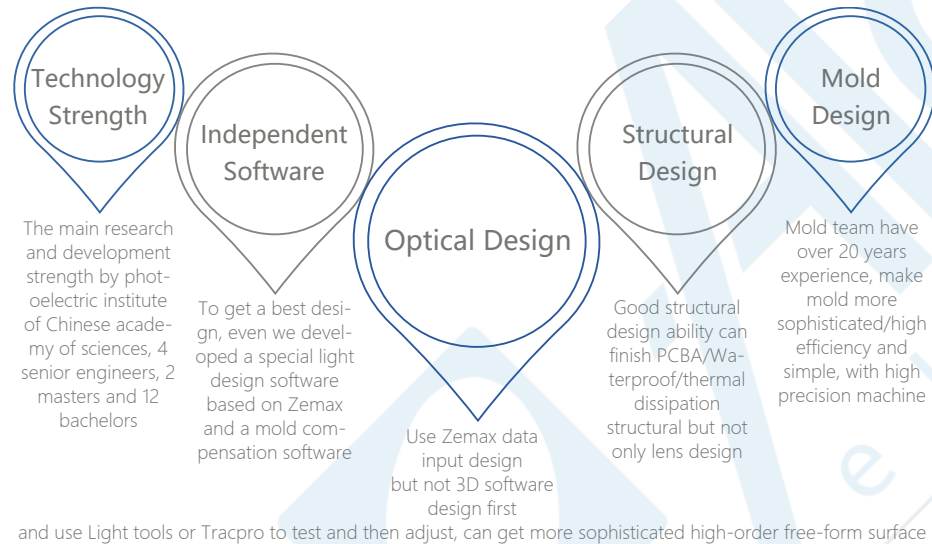 Technology
Strength
The main research
and development
strength by phot-
oelectric institute
of Chinese acade-
my of sciences, 4
senior engineers, 2
masters and 12
bachelors
Independent
Software
To get a best desi-
gn, even we devel-
oped a special light
design software
based on Zemax
and a mold com-
pensation software
Optical Design
Use Zemax data
input design
but not 3D software
design first
and use Light tools or Tracpro to test and then adjust, can get more sophisticated high-order free-form surface
Structural
Design
Good structural
design ability can
finish PCBA/Wa-
terproof/thermal
dissipation
structural but not
only lens design
Mold
Design
Mold team have
over 20 years
experience, make
mold more
sophisticated/high
efficiency and
simple, with high
precision machine